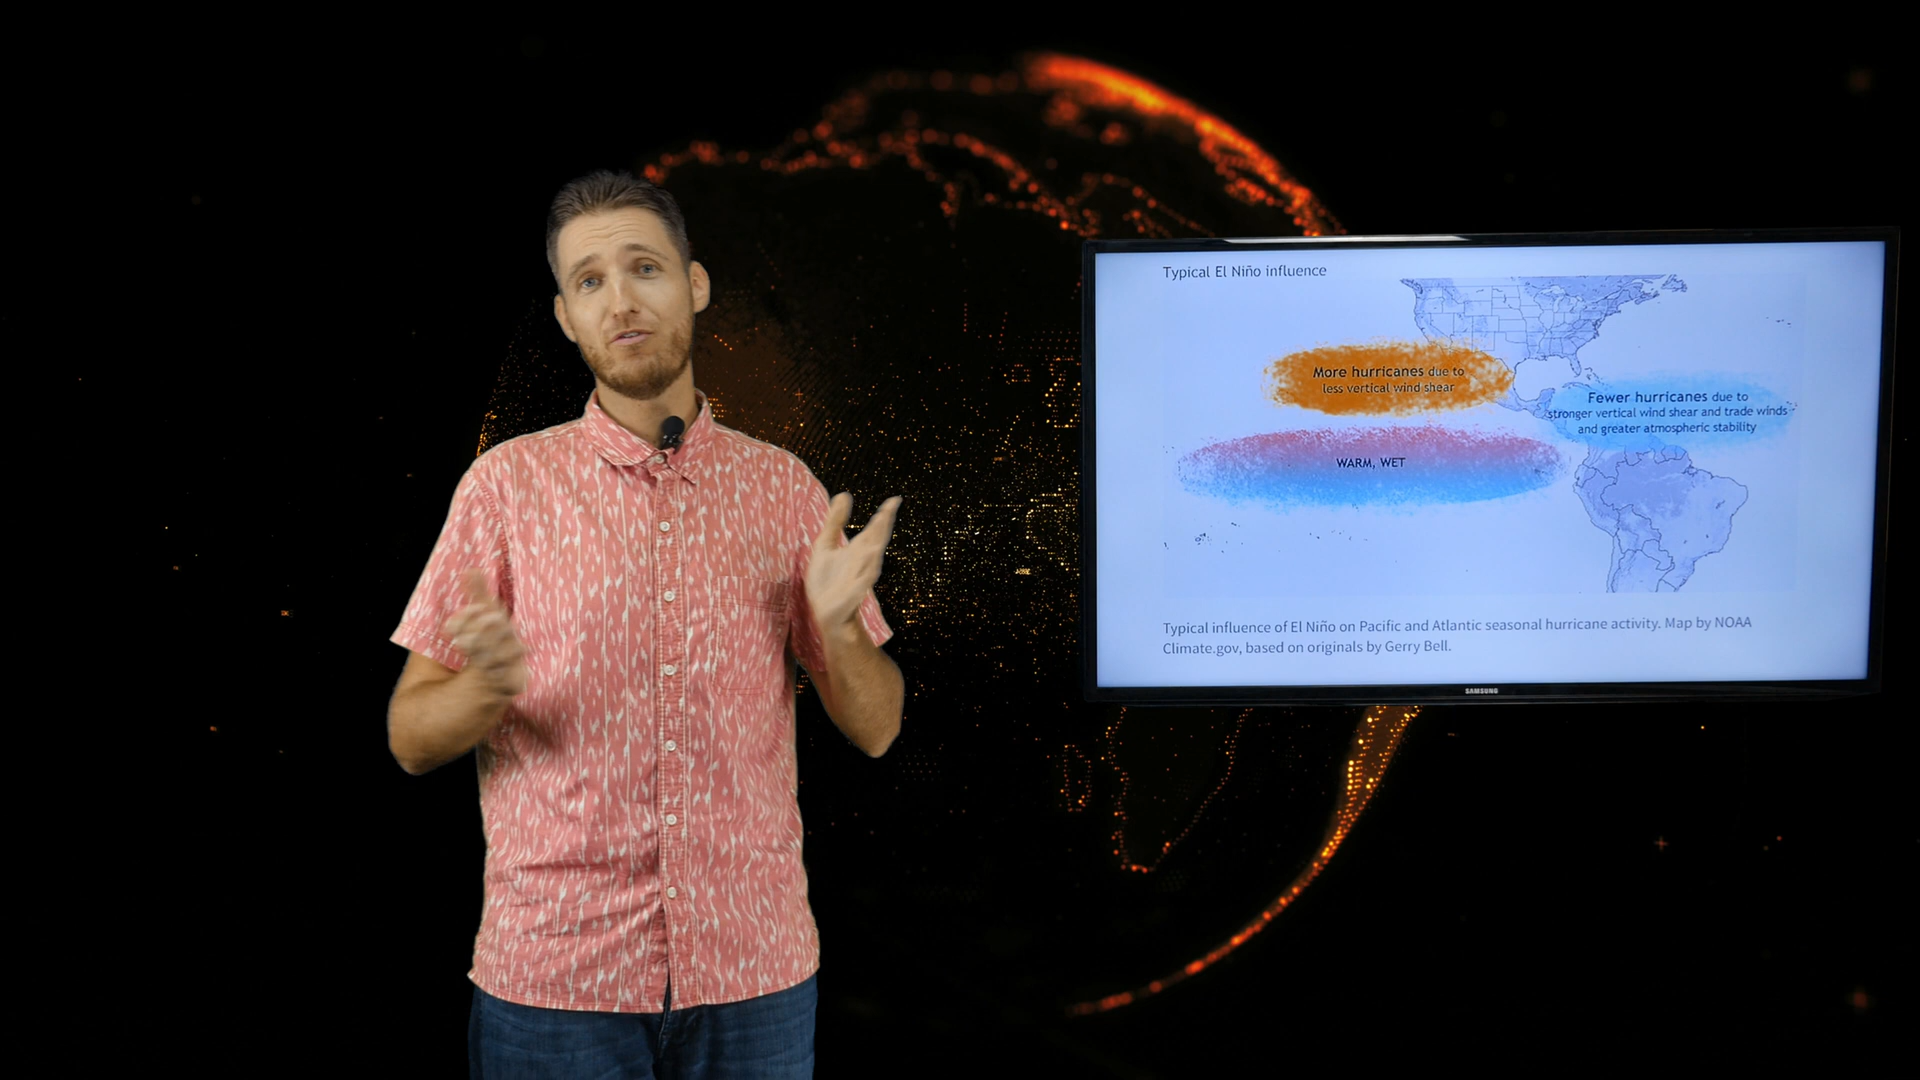 Typical El Niño influence
More hurricanes due to
less vertical wind shear
Fewer hurricanes due to
stronger vertical wind shear and trade winds
and greater atmospheric stability
WARM, WET
Typical influence of El Niño on Pacific and Atlantic seasonal hurricane activity. Map by NOAA
Climate.gov, based on originals by Gerry Bell.
SAMSUNG